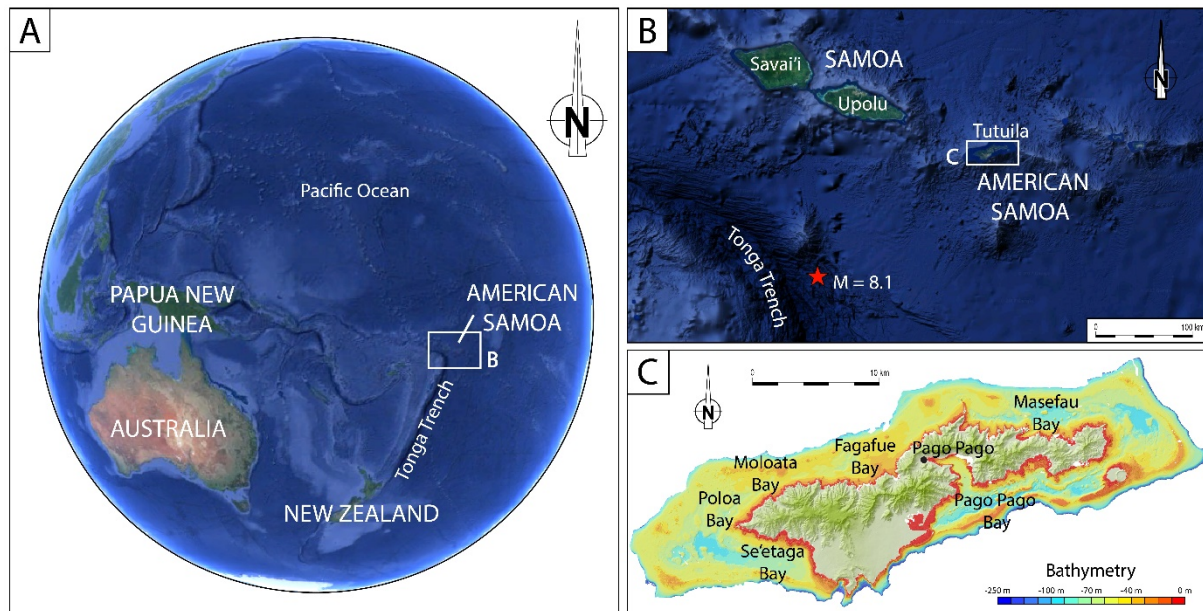 A
N
Pacific Ocean
PAPUA NEW
GUINEA
AMERICAN
SAMOA
B
Tonga Trench
AUSTRALIA
NEW ZEALAND
B
N
SAMOA
Savai'i
Upolu
Tutuila
C
AMERICAN
SAMOA
Tonga Trench
M = 8.1
0
100 km
C
N
0
10 km
Masefau
Bay
Fagafue
Bay
Pago Pago
Moloata
Bay
Poloa
Bay
Pago Pago
Bay
Se'etaga
Bay
Bathymetry
-250 m
-100 m
-70 m
-40 m
0 m